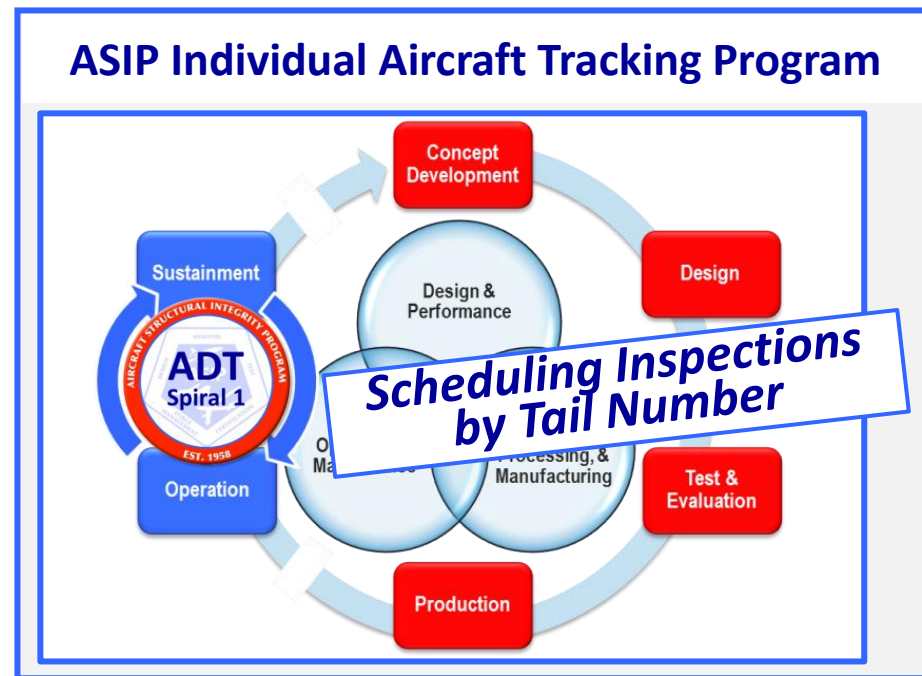 ASIP Individual Aircraft Tracking Program
Concept
Development
Sustainment
Design
Design &
Performance
AIRCRAFT STRUCTURAL INTEGRITY PROGRAM
ADT
Spiral 1
EST. 1958
Scheduling Inspections
by Tail Number
Processing, &
Manufacturing
Operation
Test &
Evaluation
Production